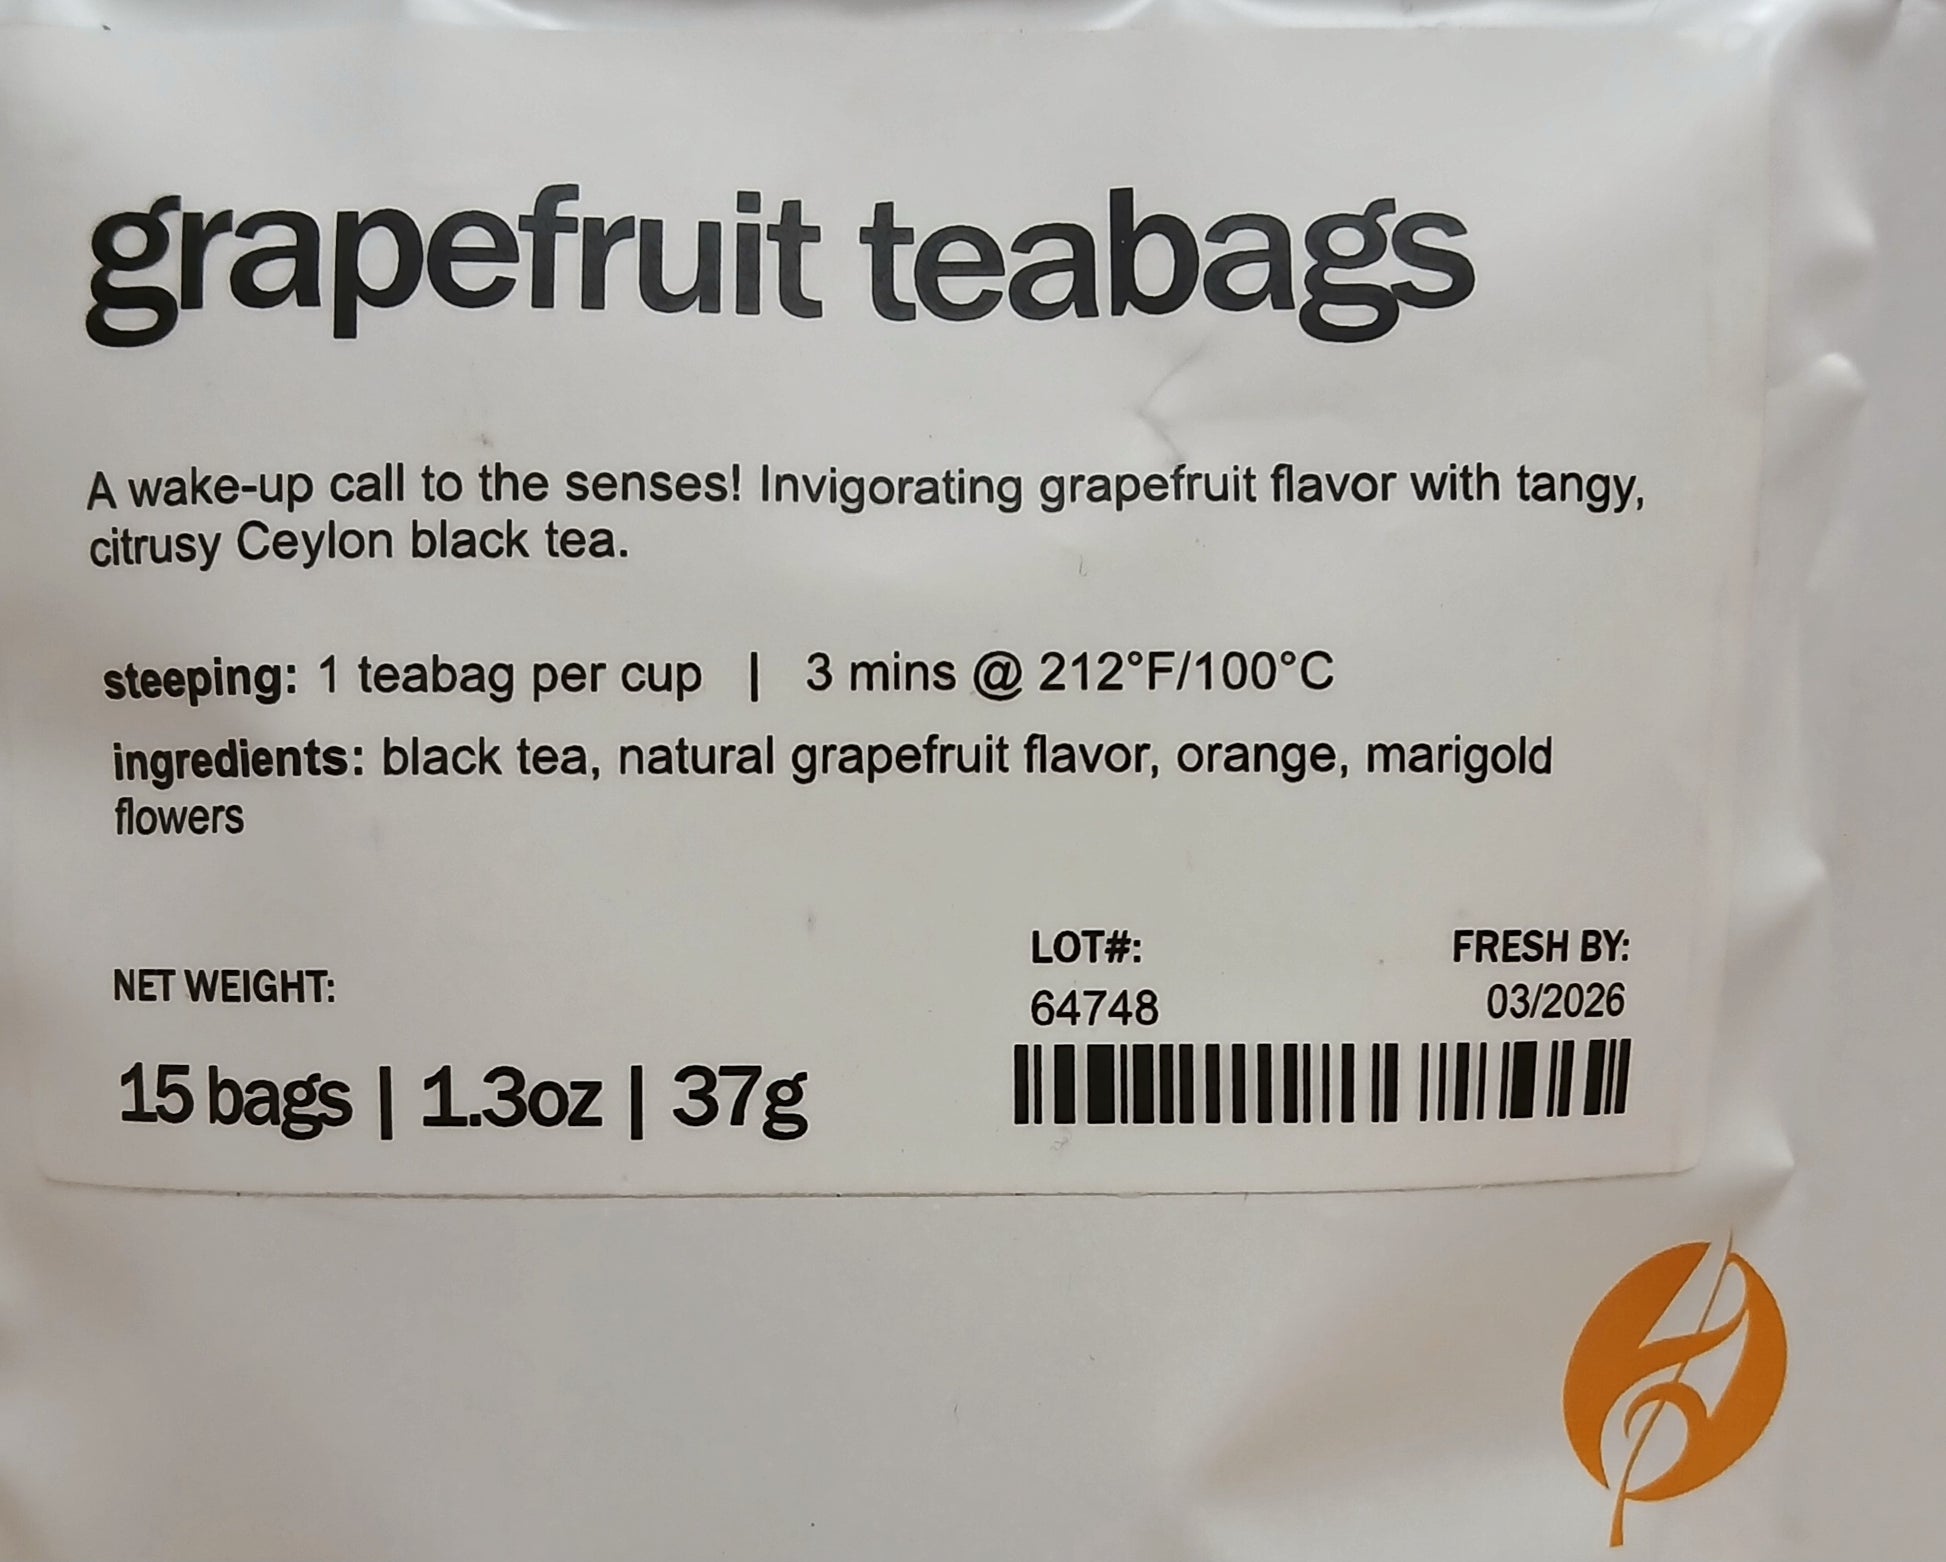 grapefruit teabags
A wake-up call to the senses! Invigorating grapefruit flavor with tangy,
citrusy Ceylon black tea.
steeping: 1 teabag per cup | 3 mins @ 212°F/100°C
ingredients: black tea, natural grapefruit flavor, orange, marigold
flowers
NET WEIGHT:
15 bags | 1.3oz | 37g
LOT#:
64748
FRESH BY:
03/2026